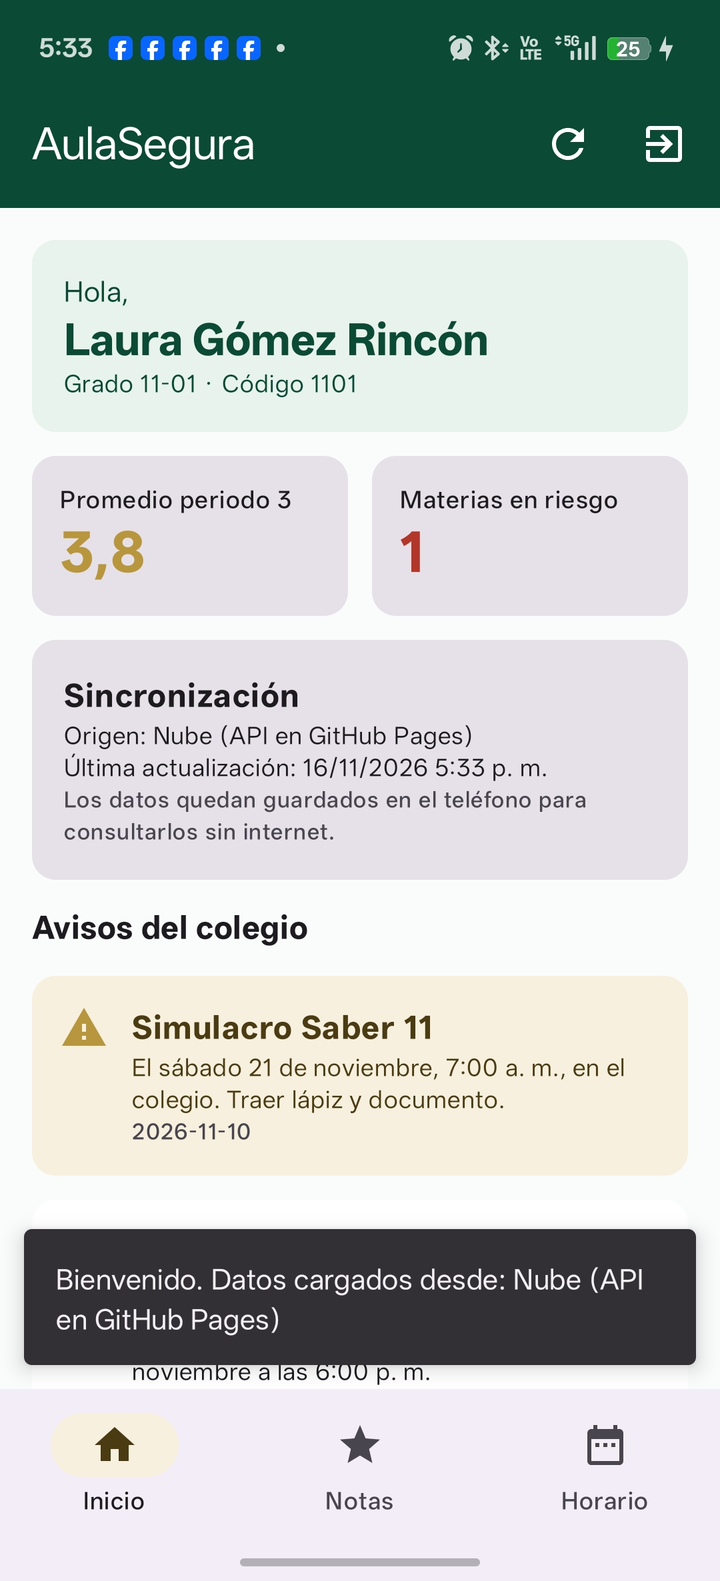 5:33
Vo
LTE
5G
25
AulaSegura
Hola,
Laura Gómez Rincón
Grado 11-01 · Código 1101
Promedio periodo 3
3,8
Materias en riesgo
1
Sincronización
Origen: Nube (API en GitHub Pages)
Última actualización: 16/11/2026 5:33 p. m.
Los datos quedan guardados en el teléfono para
consultarlos sin internet.
Avisos del colegio
Simulacro Saber 11
El sábado 21 de noviembre, 7:00 a. m., en el
colegio. Traer lápiz y documento.
2026-11-10
Bienvenido. Datos cargados desde: Nube (API
en GitHub Pages)
noviembre a las 6:00 p. m.
Inicio
Notas
Horario